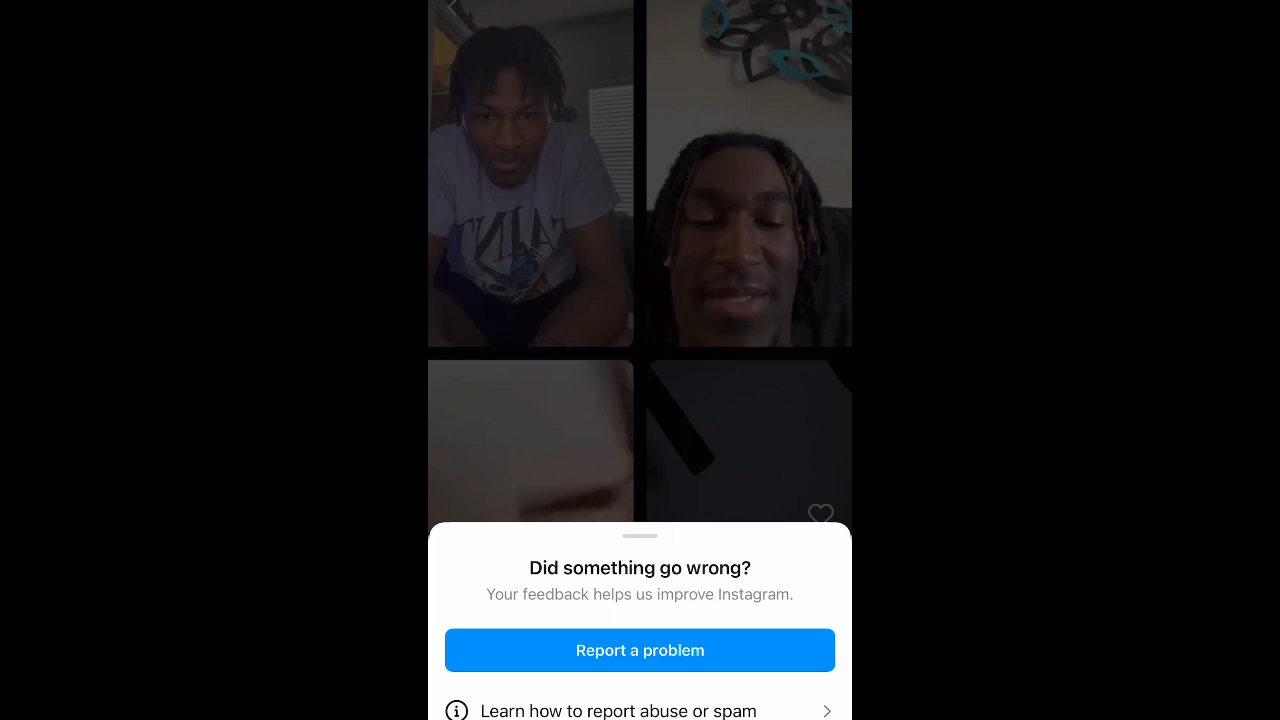 Did something go wrong?
Your feedback helps us improve Instagram.
Report a problem
Learn how to report abuse or spam